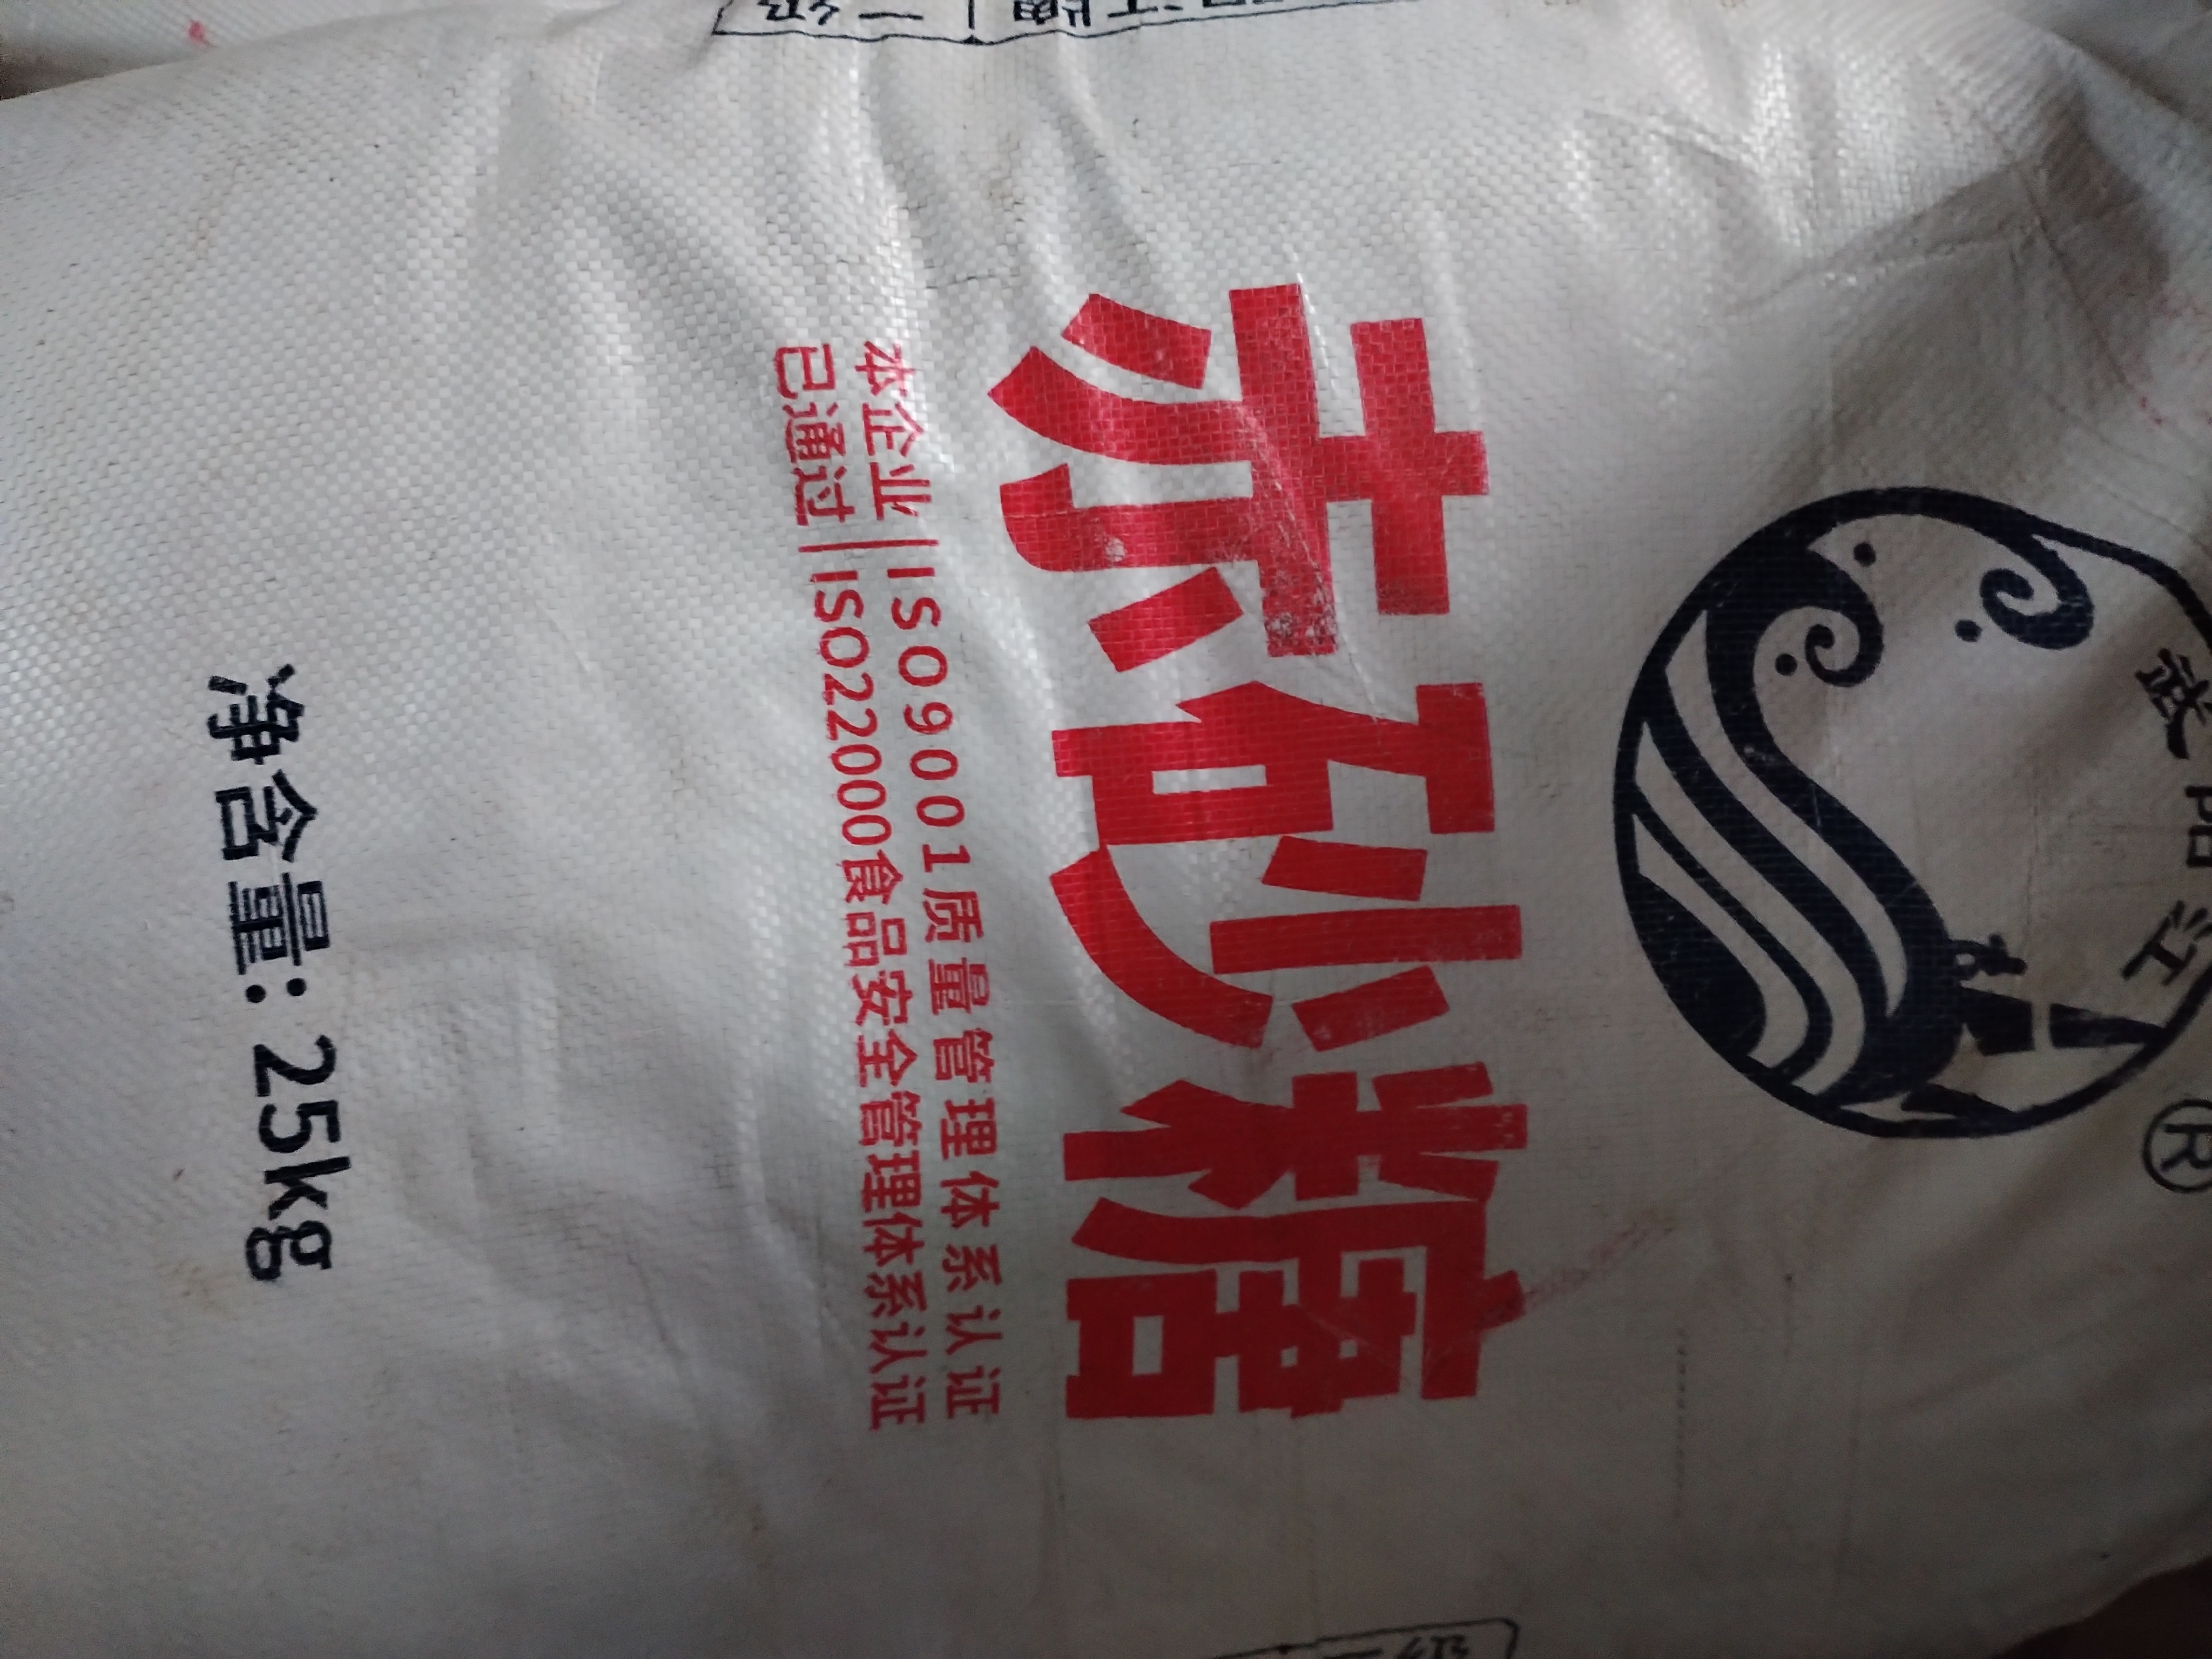 江
®
赤砂糖
本企业 ISO9001质量管理体系认证
已通过 ISO22000食品安全管理体系认证
净含量:25kg